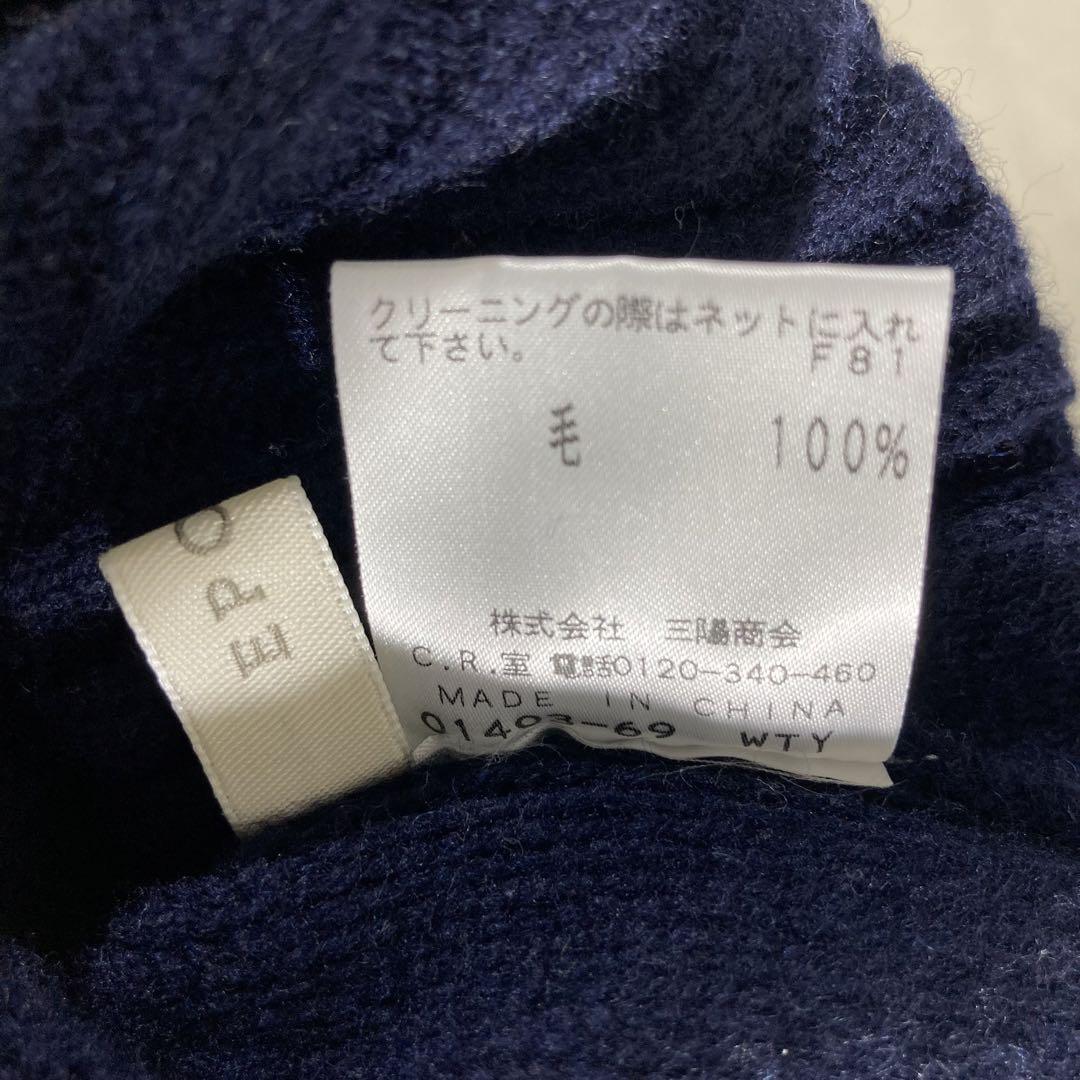 クリーニングの際はネットに入れ
て下さい。
F81
毛 100%
株式会社 三陽商会
C.R.室 電話0120-340-460
MADE IN CHINA
WTY
EPO